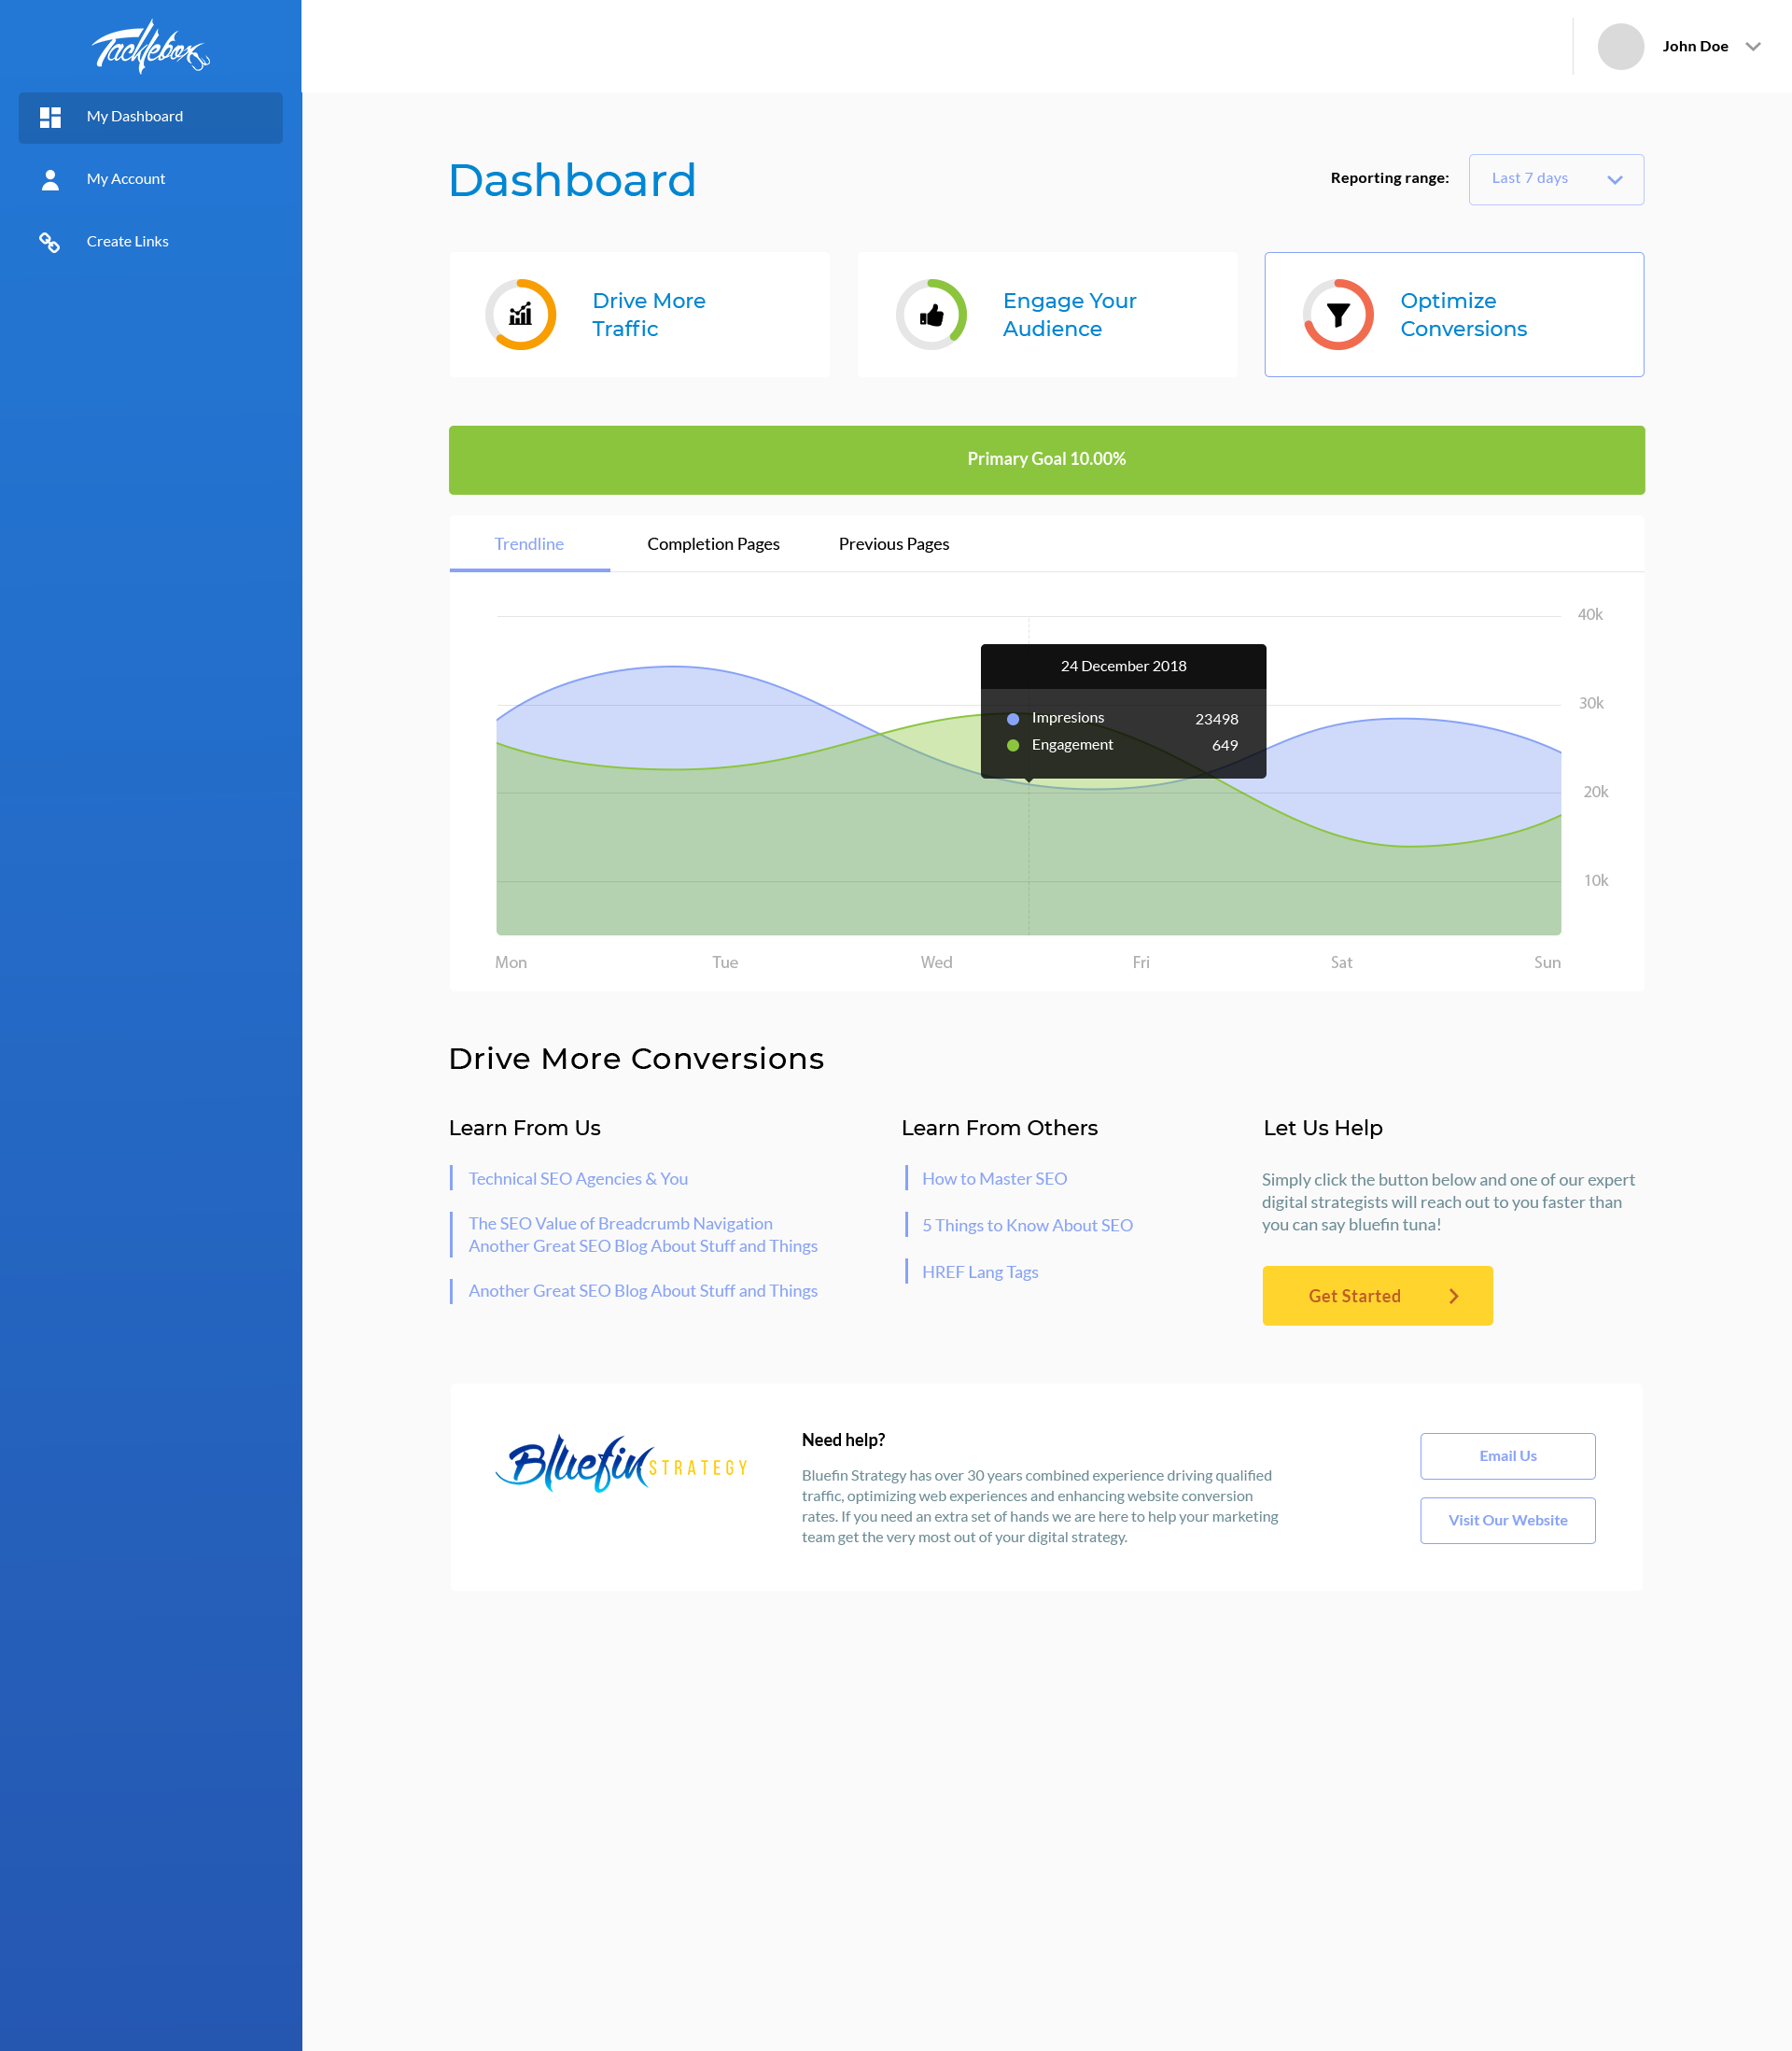 Tacklebox
John Doe
My Dashboard
My Account
Create Links
Dashboard
Reporting range:
Last 7 days
Drive More
Traffic
Engage Your
Audience
Optimize
Conversions
Primary Goal 10.00%
Trendline
Completion Pages
Previous Pages
40k
30k
20k
10k
24 December 2018
Impresions 23498
Engagement 649
Mon
Tue
Wed
Fri
Sat
Sun
Drive More Conversions
Learn From Us
Technical SEO Agencies & You
The SEO Value of Breadcrumb Navigation
Another Great SEO Blog About Stuff and Things
Another Great SEO Blog About Stuff and Things
Learn From Others
How to Master SEO
5 Things to Know About SEO
HREF Lang Tags
Let Us Help
Simply click the button below and one of our expert
digital strategists will reach out to you faster than
you can say bluefin tuna!
Get Started
Bluefin STRATEGY
Need help?
Bluefin Strategy has over 30 years combined experience driving qualified
traffic, optimizing web experiences and enhancing website conversion
rates. If you need an extra set of hands we are here to help your marketing
team get the very most out of your digital strategy.
Email Us
Visit Our Website